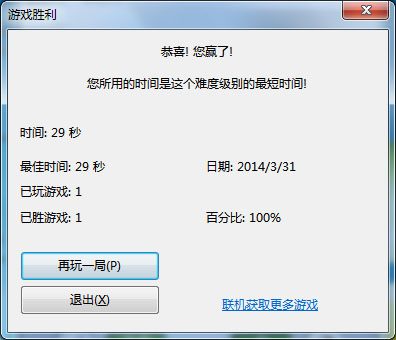 游戏胜利
恭喜! 您赢了!
您所用的时间是这个难度级别的最短时间!
时间: 29 秒
最佳时间: 29 秒 日期: 2014/3/31
已玩游戏: 1
已胜游戏: 1 百分比: 100%
再玩一局(P)
退出(X) 联机获取更多游戏